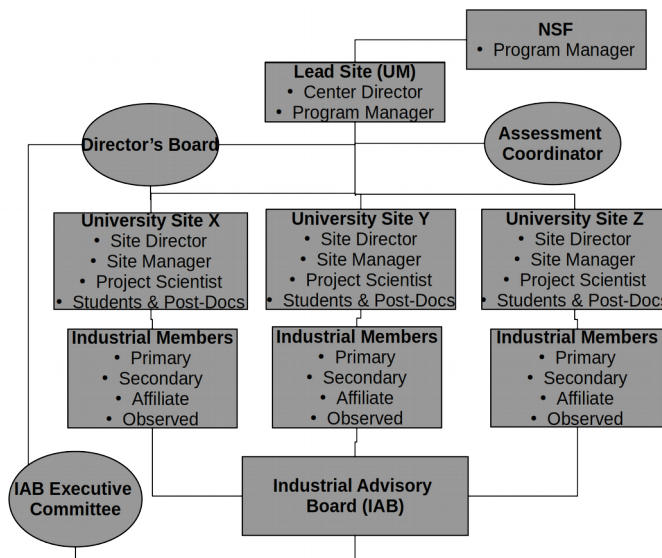 NSF
• Program Manager
Lead Site (UM)
• Center Director
• Program Manager
Director's Board
Assessment
Coordinator
University Site X
• Site Director
• Site Manager
• Project Scientist
• Students & Post-Docs
University Site Y
• Site Director
• Site Manager
• Project Scientist
• Students & Post-Docs
University Site Z
• Site Director
• Site Manager
• Project Scientist
• Students & Post-Docs
Industrial Members
• Primary
• Secondary
• Affiliate
• Observed
Industrial Members
• Primary
• Secondary
• Affiliate
• Observed
Industrial Members
• Primary
• Secondary
• Affiliate
• Observed
IAB Executive
Committee
Industrial Advisory
Board (IAB)